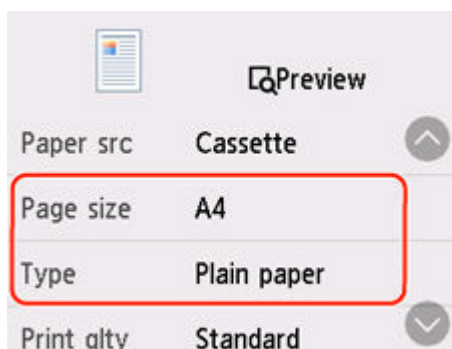 Preview
Paper src Cassette
Page size A4
Type Plain paper
Print qlty Standard